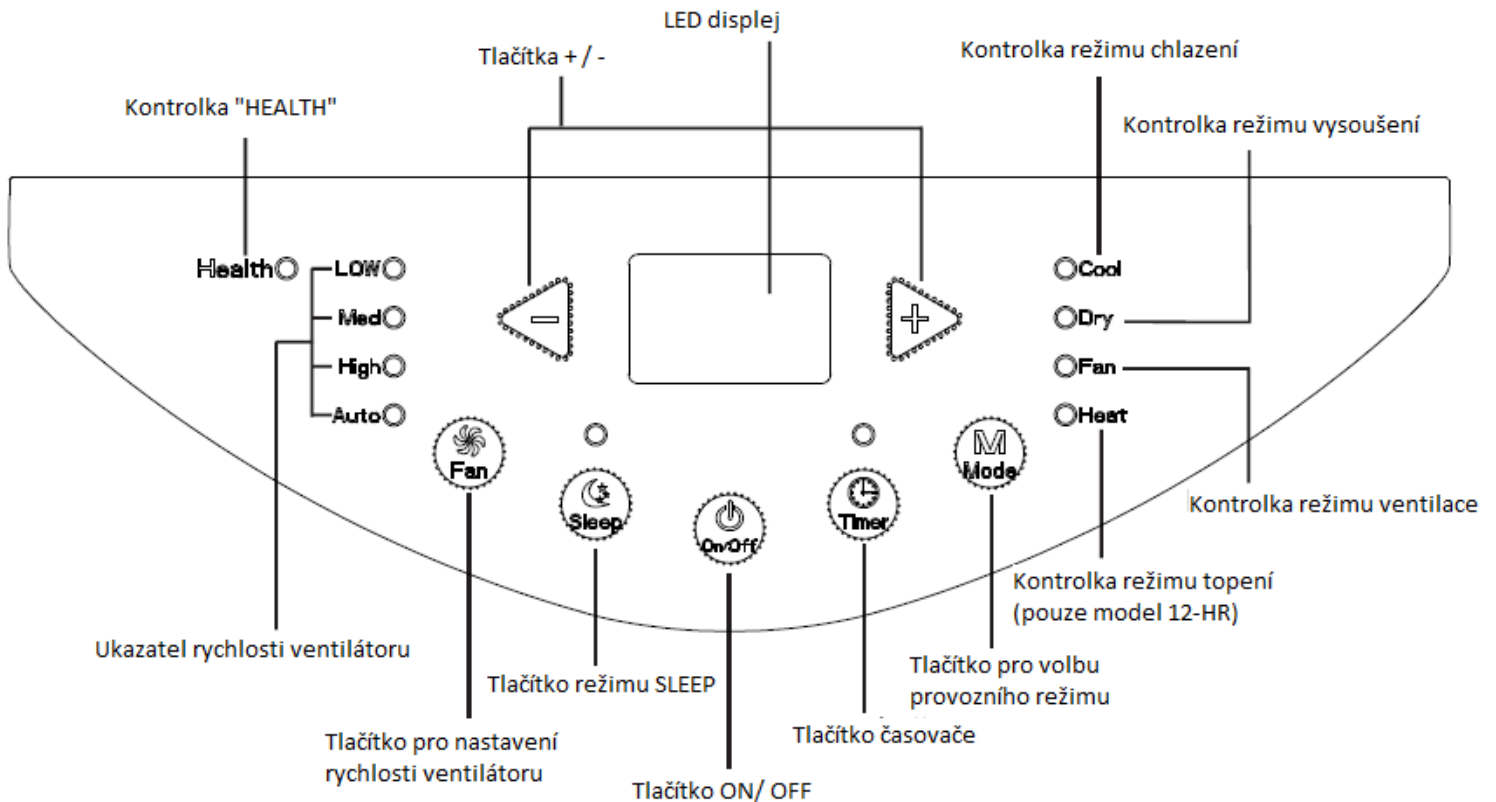 LED displej
Tlačítka + / -
Kontrolka režimu chlazení
Kontrolka "HEALTH"
Kontrolka režimu vysoušení
Health
LOW
Med
High
Auto
−
+
Cool
Dry
Fan
Heat
Fan
Sleep
On/Off
Timer
M
Mode
Kontrolka režimu ventilace
Kontrolka režimu topení
(pouze model 12-HR)
Ukazatel rychlosti ventilátoru
Tlačítko režimu SLEEP
Tlačítko pro volbu
provozního režimu
Tlačítko časovače
Tlačítko pro nastavení
rychlosti ventilátoru
Tlačítko ON/ OFF